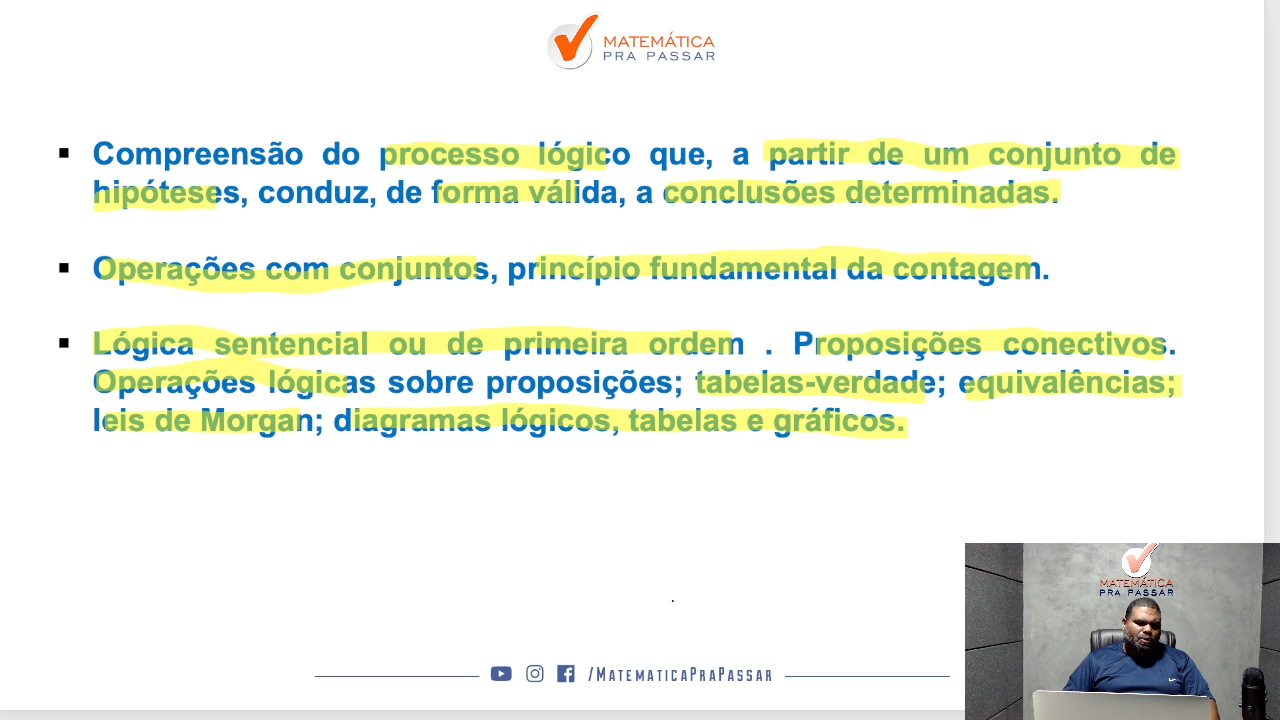 MATEMÁTICA
PRA PASSAR
▪ Compreensão do processo lógico que, a partir de um conjunto de
hipóteses, conduz, de forma válida, a conclusões determinadas.
▪ Operações com conjuntos, princípio fundamental da contagem.
▪ Lógica sentencial ou de primeira ordem . Proposições conectivos.
Operações lógicas sobre proposições; tabelas-verdade; equivalências;
leis de Morgan; diagramas lógicos, tabelas e gráficos.
MATEMÁTICA
PRA PASSAR
/MATEMATICAPRAPASSAR